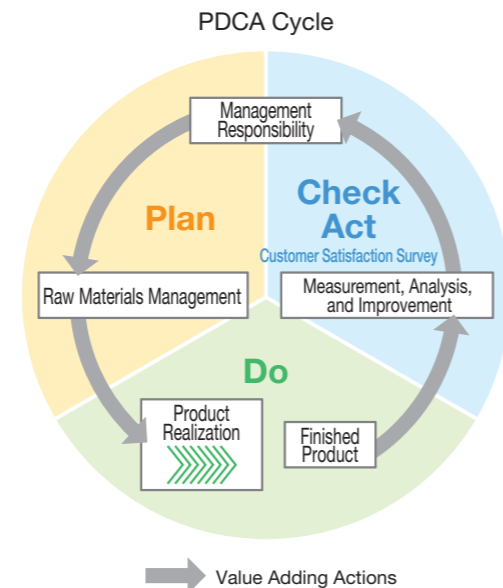 PDCA Cycle
Management
Responsibility
Plan
Check
Act
Customer Satisfaction Survey
Raw Materials Management
Measurement, Analysis,
and Improvement
Do
Product
Realization
Finished
Product
Value Adding Actions